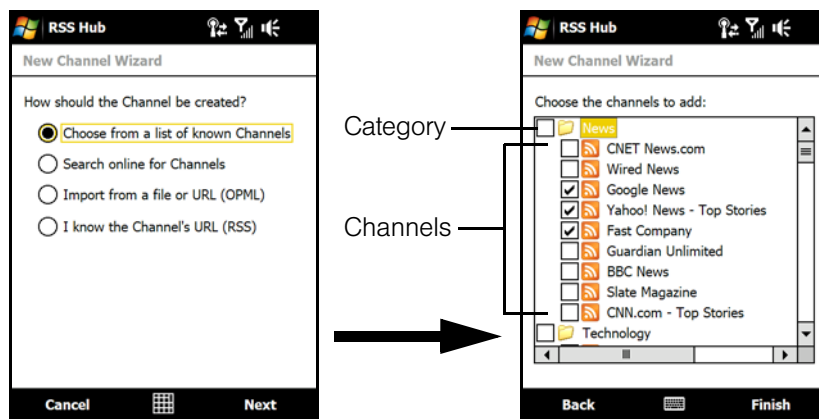 RSS Hub
New Channel Wizard
How should the Channel be created?
Choose from a list of known Channels
Search online for Channels
Import from a file or URL (OPML)
I know the Channel's URL (RSS)
Cancel Next
Category
Channels
RSS Hub
New Channel Wizard
Choose the channels to add:
News
CNET News.com
Wired News
Google News
Yahoo! News - Top Stories
Fast Company
Guardian Unlimited
BBC News
Slate Magazine
CNN.com - Top Stories
Technology
Back Finish